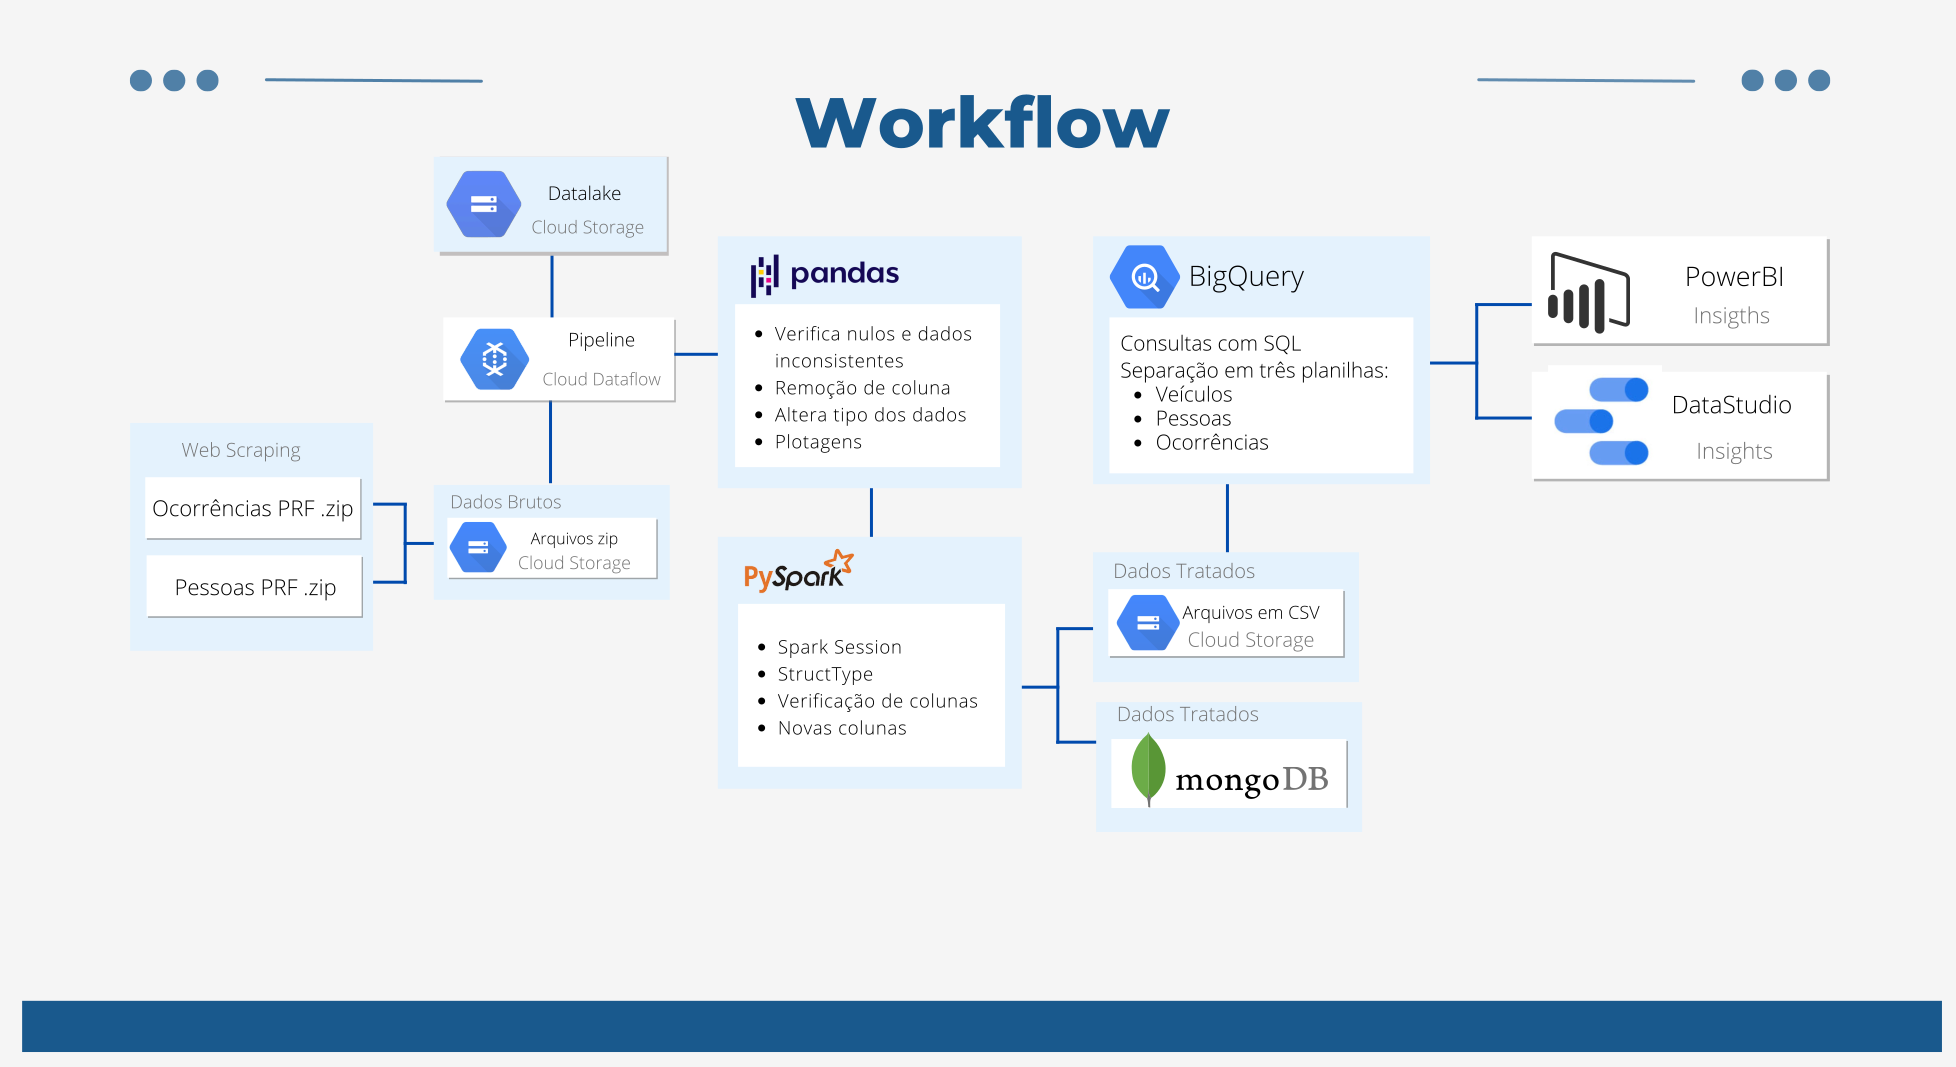 Workflow
Datalake
Cloud Storage
Pipeline
Cloud Dataflow
Web Scraping
Ocorrências PRF .zip
Pessoas PRF .zip
Dados Brutos
Arquivos zip
Cloud Storage
pandas
• Verifica nulos e dados
inconsistentes
• Remoção de coluna
• Altera tipo dos dados
• Plotagens
PySpark
• Spark Session
• StructType
• Verificação de colunas
• Novas colunas
BigQuery
Consultas com SQL
Separação em três planilhas:
• Veículos
• Pessoas
• Ocorrências
Dados Tratados
Arquivos em CSV
Cloud Storage
Dados Tratados
mongoDB
PowerBI
Insigths
DataStudio
Insights